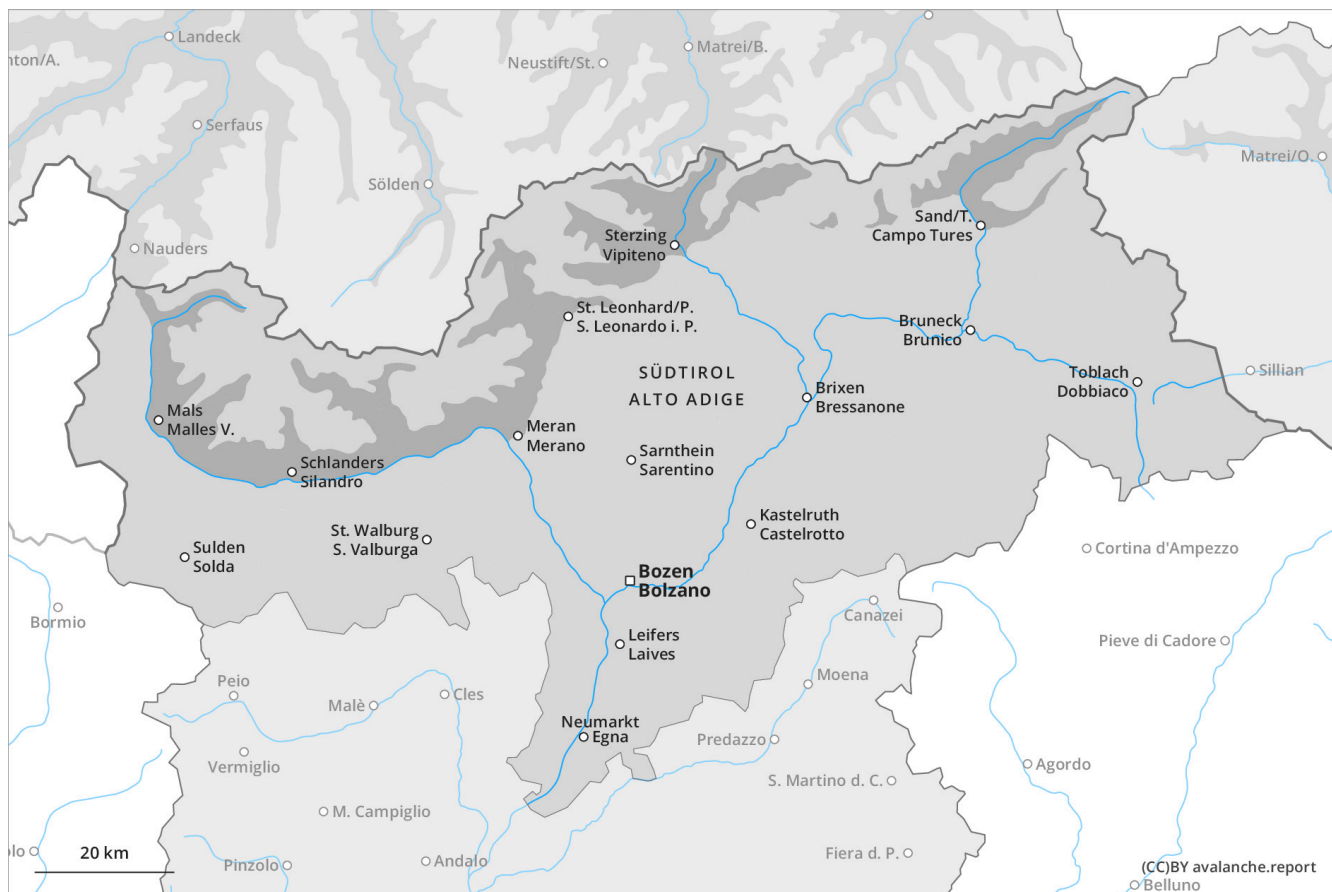 Landeck
nton/A.
Matrei/B.
Neustift/St.
Serfaus
Matrei/O.
Sölden
Sand/T.
Campo Tures
Sterzing
Vipiteno
Nauders
St. Leonhard/P.
S. Leonardo i. P.
Bruneck
Brunico
SÜDTIROL
ALTO ADIGE
Toblach
Dobbiaco
Sillian
Brixen
Bressanone
Mals
Malles V.
Meran
Merano
Sarnthein
Sarentino
Schlanders
Silandro
Kastelruth
Castelrotto
St. Walburg
S. Valburga
Sulden
Solda
Cortina d'Ampezzo
Bozen
Bolzano
Bormio
Canazei
Leifers
Laives
Pieve di Cadore
Peio
Malè
Cles
Moena
Neumarkt
Egna
Predazzo
Vermiglio
Agordo
S. Martino d. C.
M. Campiglio
20 km
olo
Pinzolo
Andalo
Fiera d. P.
(CC)BY avalanche.report
Belluno